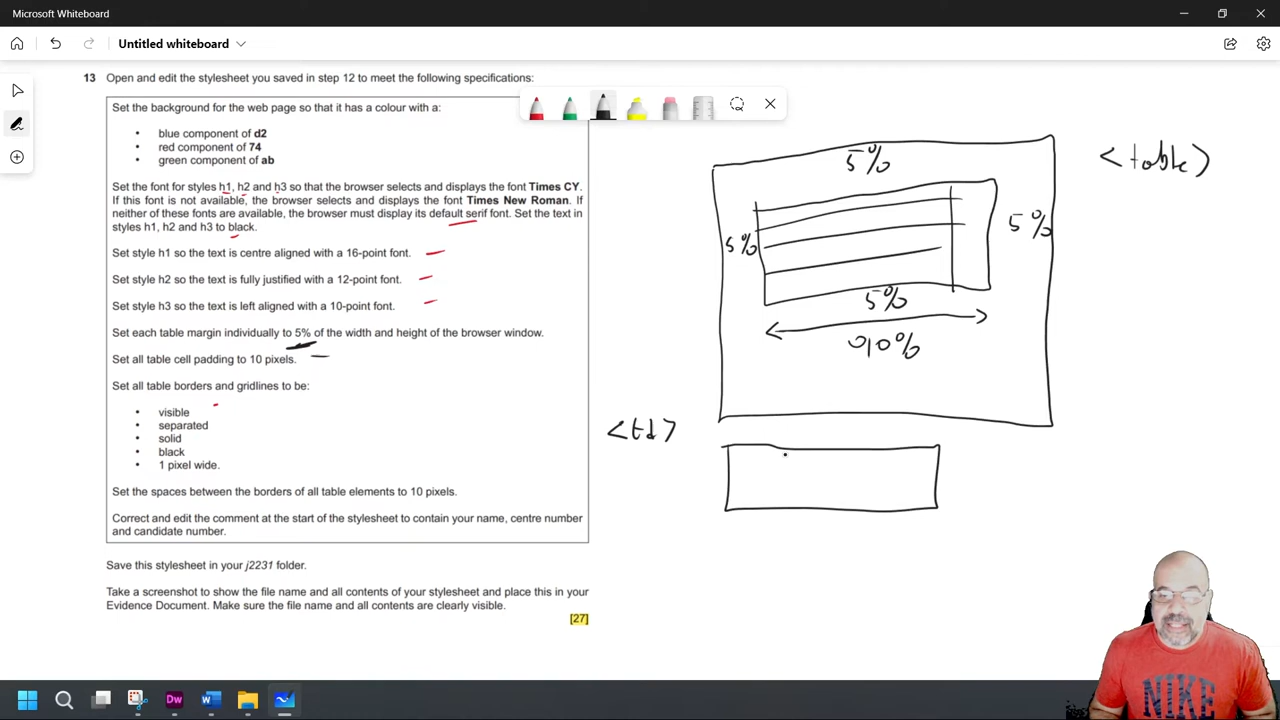 Microsoft Whiteboard
Untitled whiteboard
13 Open and edit the stylesheet you saved in step 12 to meet the following specifications:
Set the background for the web page so that it has a colour with a:
• blue component of d2
• red component of 74
• green component of ab
Set the font for styles h1, h2 and h3 so that the browser selects and displays the font Times CY.
If this font is not available, the browser selects and displays the font Times New Roman. If
neither of these fonts are available, the browser must display its default serif font. Set the text in
styles h1, h2 and h3 to black.
Set style h1 so the text is centre aligned with a 16-point font.
Set style h2 so the text is fully justified with a 12-point font.
Set style h3 so the text is left aligned with a 10-point font.
Set each table margin individually to 5% of the width and height of the browser window.
Set all table cell padding to 10 pixels.
Set all table borders and gridlines to be:
• visible
• separated
• solid
• black
• 1 pixel wide.
Set the spaces between the borders of all table elements to 10 pixels.
Correct and edit the comment at the start of the stylesheet to contain your name, centre number
and candidate number.
Save this stylesheet in your j2231 folder.
Take a screenshot to show the file name and all contents of your stylesheet and place this in your
Evidence Document. Make sure the file name and all contents are clearly visible.
[27]
5%
<table>
5%
5%
5%
<td>
Dw
W
NIKE